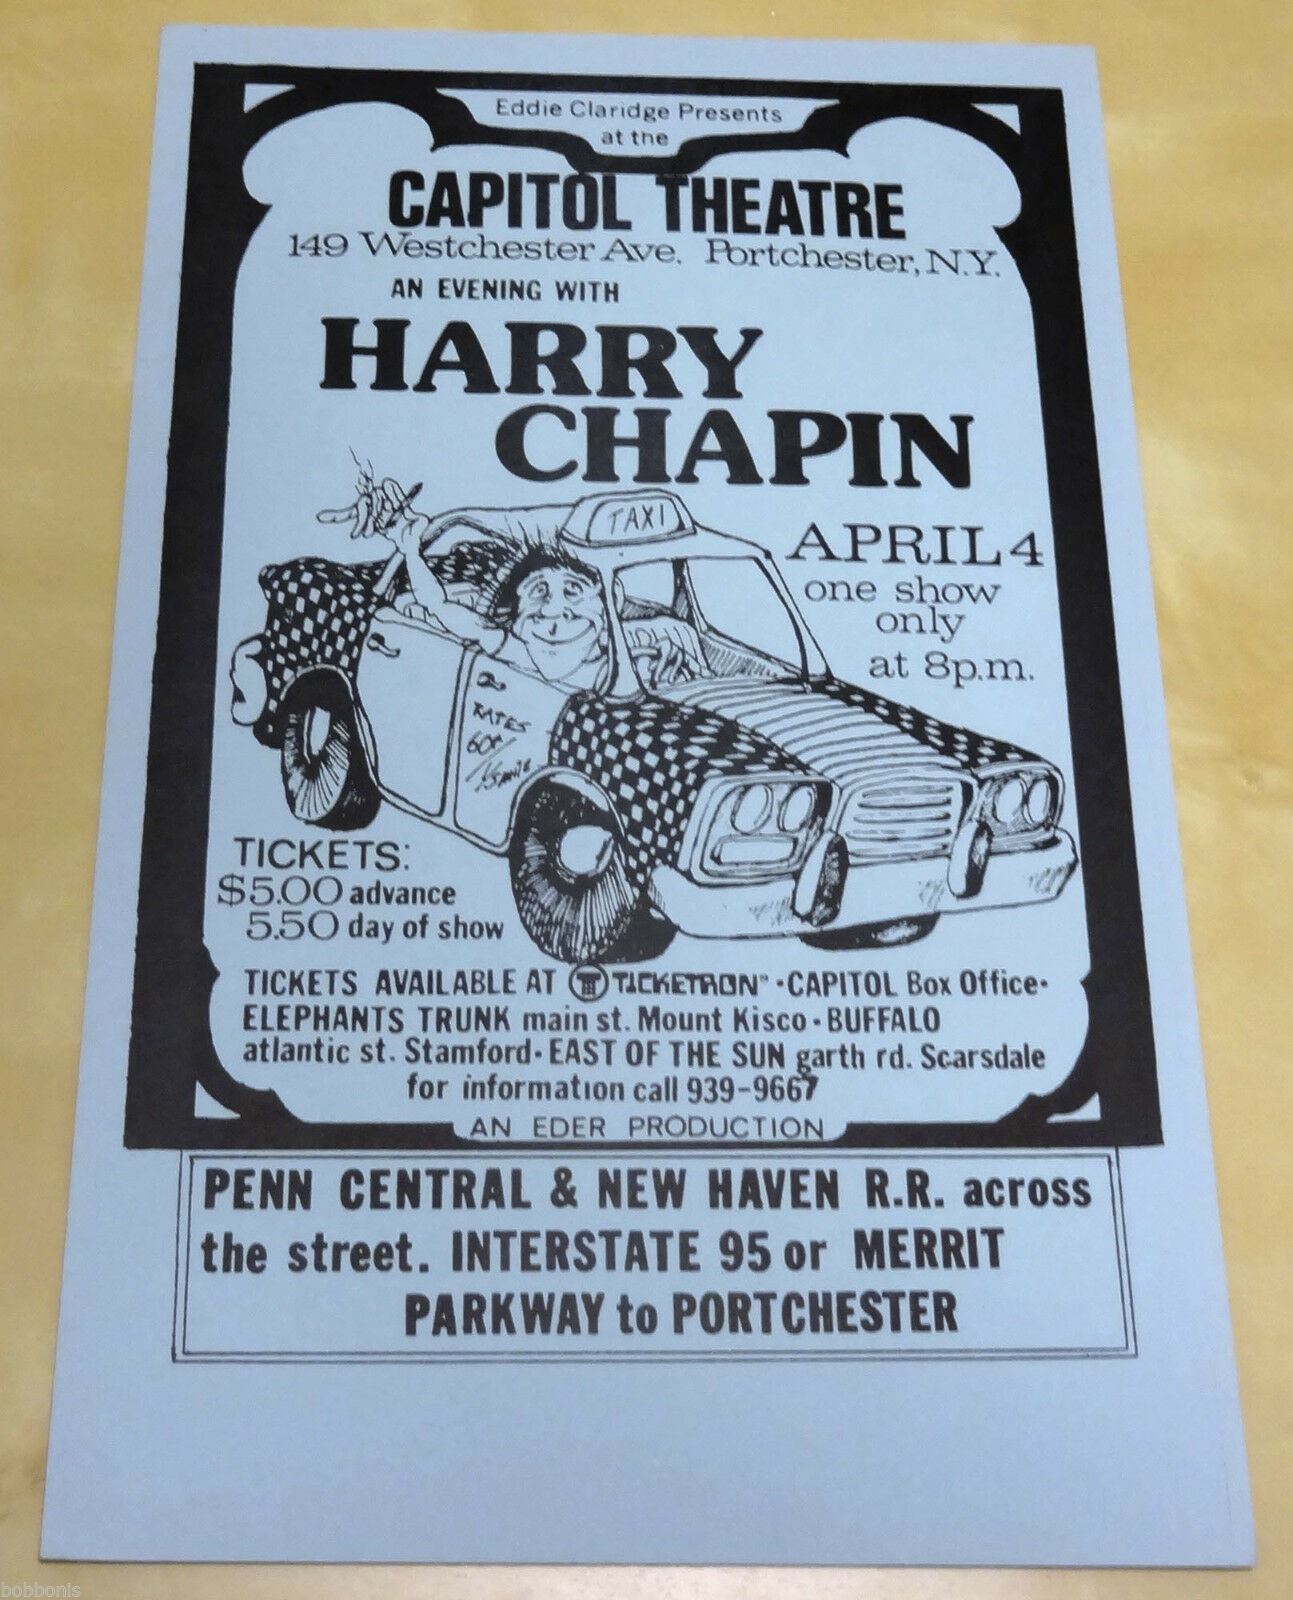 Eddie Claridge Presents
at the
CAPITOL THEATRE
149 Westchester Ave. Portchester, N.Y.
AN EVENING WITH
HARRY
CHAPIN
TAXI
APRIL 4
one show
only
at 8p.m.
RATES
60¢/
TICKETS:
$5.00 advance
5.50 day of show
TICKETS AVAILABLE AT TICKETRON™ • CAPITOL Box Office •
ELEPHANTS TRUNK main st. Mount Kisco • BUFFALO
atlantic st. Stamford • EAST OF THE SUN garth rd. Scarsdale
for information call 939-9667
AN EDER PRODUCTION
PENN CENTRAL & NEW HAVEN R.R. across
the street. INTERSTATE 95 or MERRIT
PARKWAY to PORTCHESTER
bobbonis